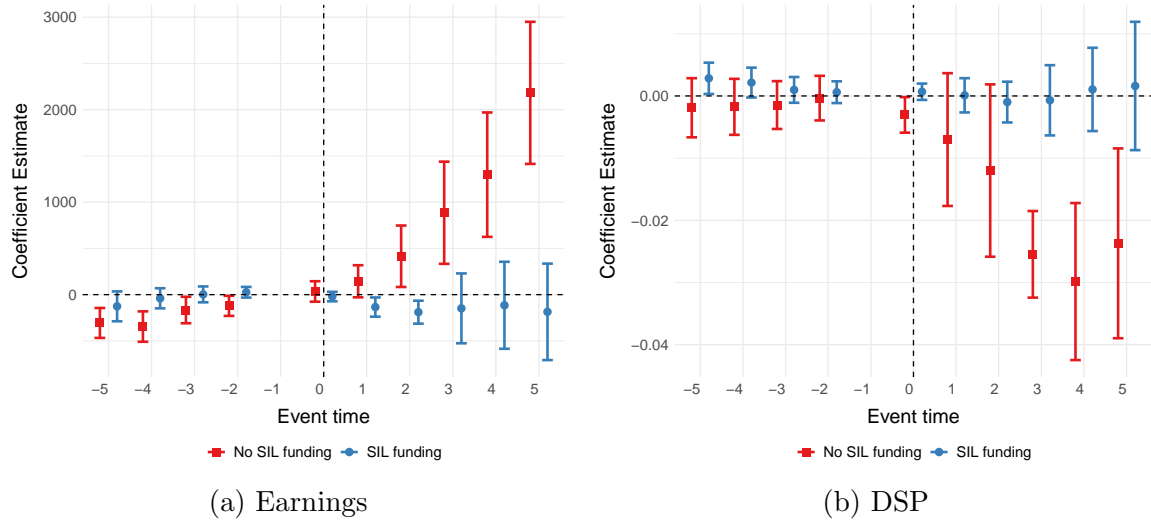 3000
2000
1000
0
Coefficient Estimate
−5 −4 −3 −2 −1 0 1 2 3 4 5
Event time
No SIL funding SIL funding
(a) Earnings
0.00
−0.02
−0.04
Coefficient Estimate
−5 −4 −3 −2 −1 0 1 2 3 4 5
Event time
No SIL funding SIL funding
(b) DSP